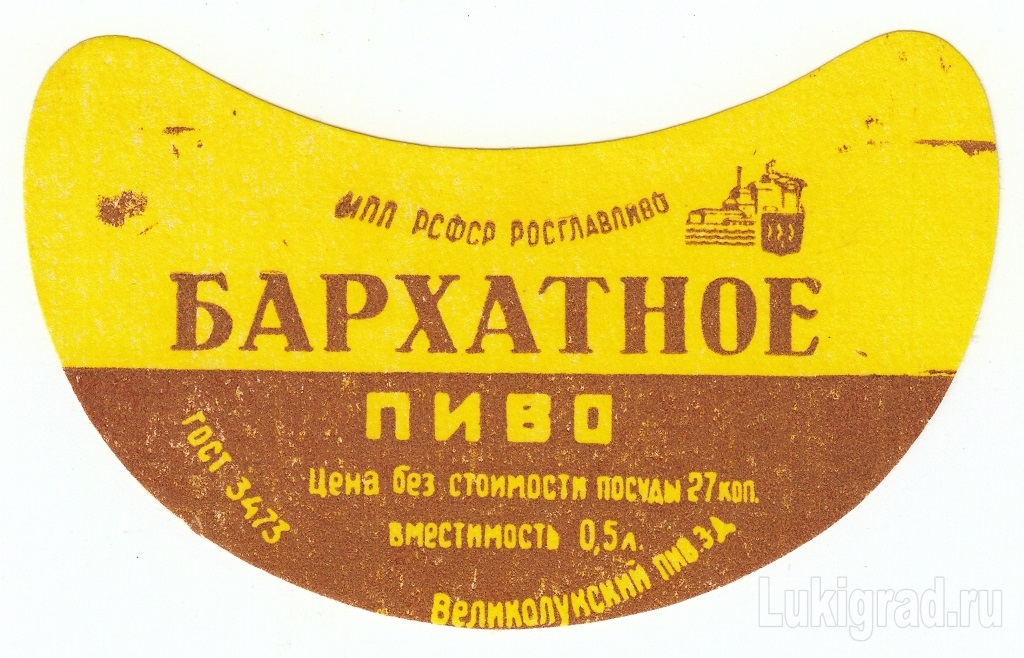 МПП РСФСР РОСГЛАВПИВО
БАРХАТНОЕ
ПИВО
ГОСТ 3473
Цена без стоимости посуды 27 коп.
вместимость 0,5 л.
Великолукский пив.з-д
Lukigrad.ru